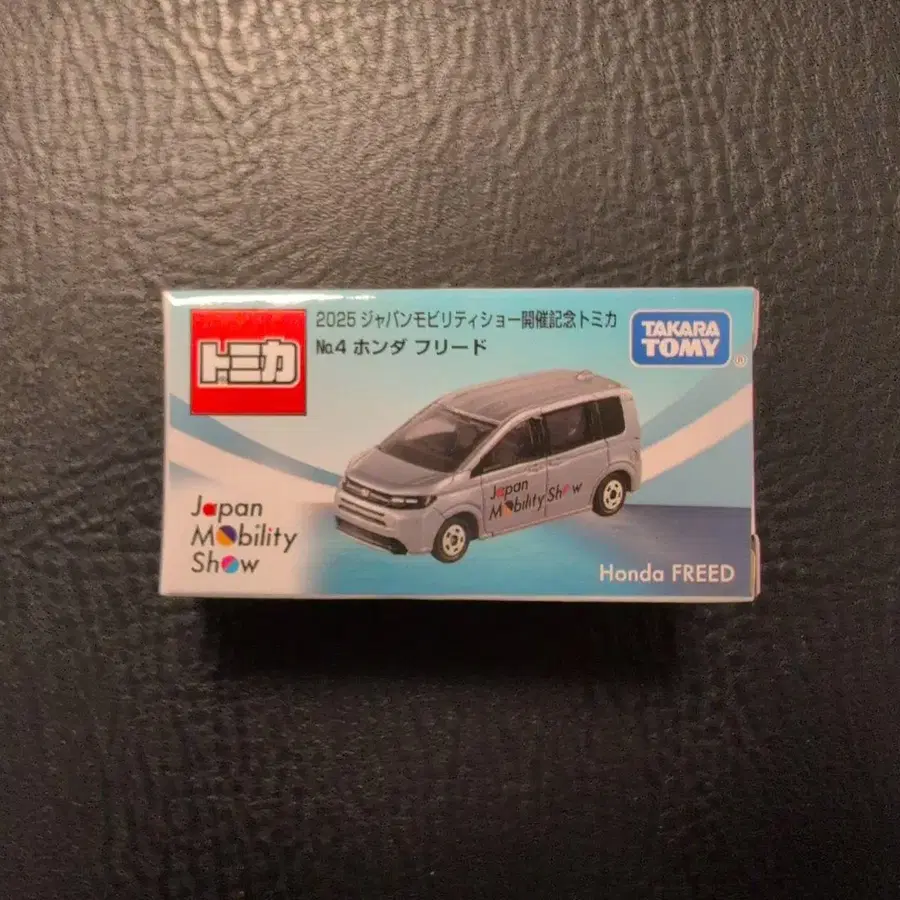 トミカ
2025 ジャパンモビリティショー開催記念トミカ
No.4 ホンダ フリード
TAKARA
TOMY
®
Japan
Mobility
Show
Japan
Mobility Show
Honda FREED